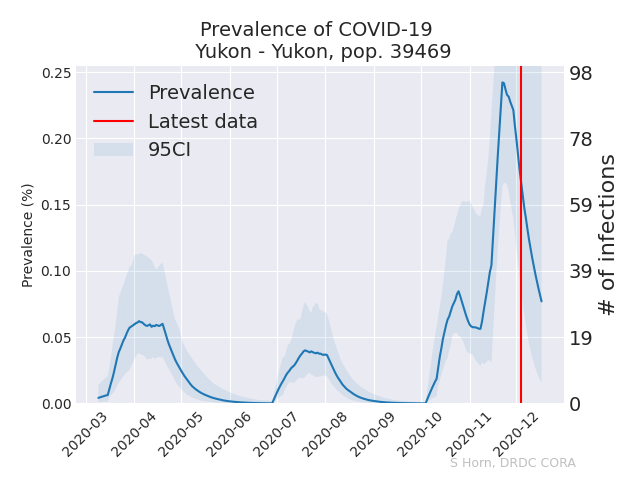 Prevalence of COVID-19
Yukon - Yukon, pop. 39469
Prevalence
Latest data
95CI
Prevalence (%)
0.25
0.20
0.15
0.10
0.05
0.00
# of infections
98
78
59
39
19
0
2020-03
2020-04
2020-05
2020-06
2020-07
2020-08
2020-09
2020-10
2020-11
2020-12
S Horn, DRDC CORA